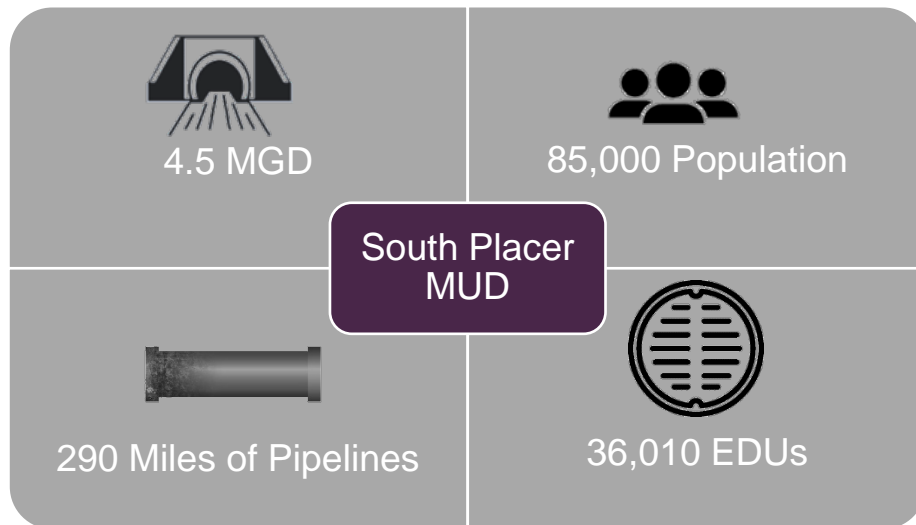 4.5 MGD
85,000 Population
South Placer
MUD
290 Miles of Pipelines
36,010 EDUs